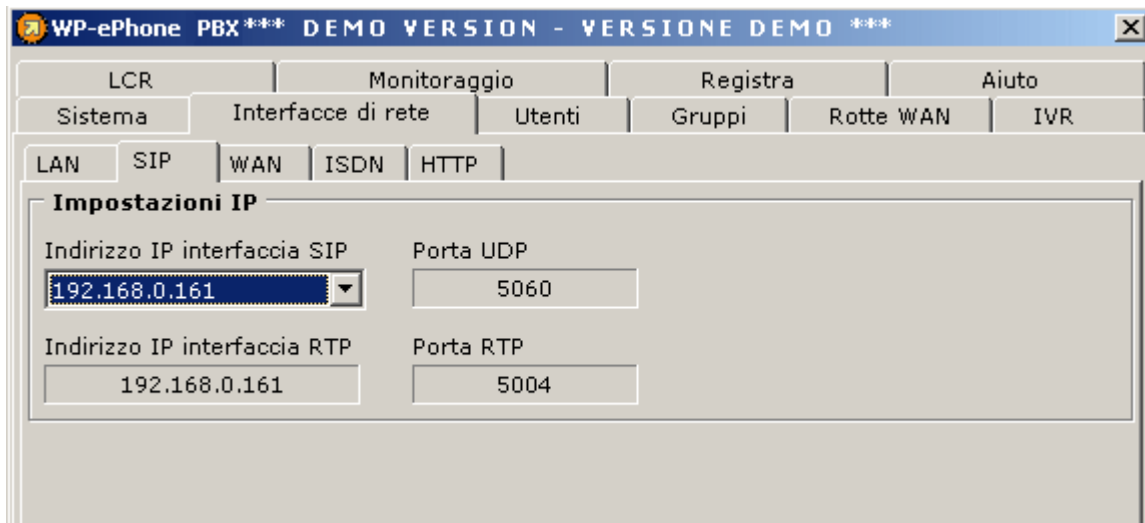 WP-ePhone PBX*** DEMO VERSION - VERSIONE DEMO ***
LCR Monitoraggio Registra Aiuto
Sistema Interfacce di rete Utenti Gruppi Rotte WAN IVR
LAN SIP WAN ISDN HTTP
Impostazioni IP
Indirizzo IP interfaccia SIP Porta UDP
192.168.0.161 5060
Indirizzo IP interfaccia RTP Porta RTP
192.168.0.161 5004